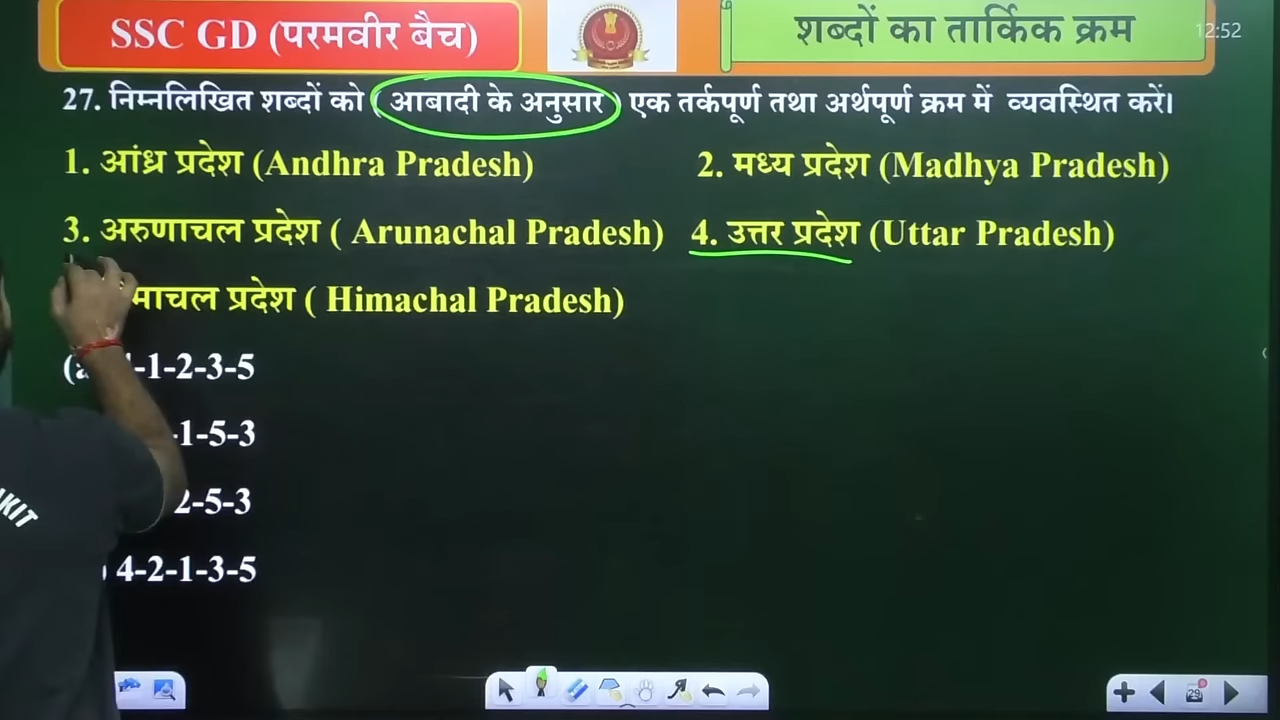 SSC GD (परमवीर बैच)
शब्दों का तार्किक क्रम
12:52
27. निम्नलिखित शब्दों को (आबादी के अनुसार) एक तर्कपूर्ण तथा अर्थपूर्ण क्रम में व्यवस्थित करें।
1. आंध्र प्रदेश (Andhra Pradesh) 2. मध्य प्रदेश (Madhya Pradesh)
3. अरुणाचल प्रदेश ( Arunachal Pradesh) 4. उत्तर प्रदेश (Uttar Pradesh)
माचल प्रदेश ( Himachal Pradesh)
-1-2-3-5
-1-5-3
2-5-3
4-2-1-3-5
KIT
29